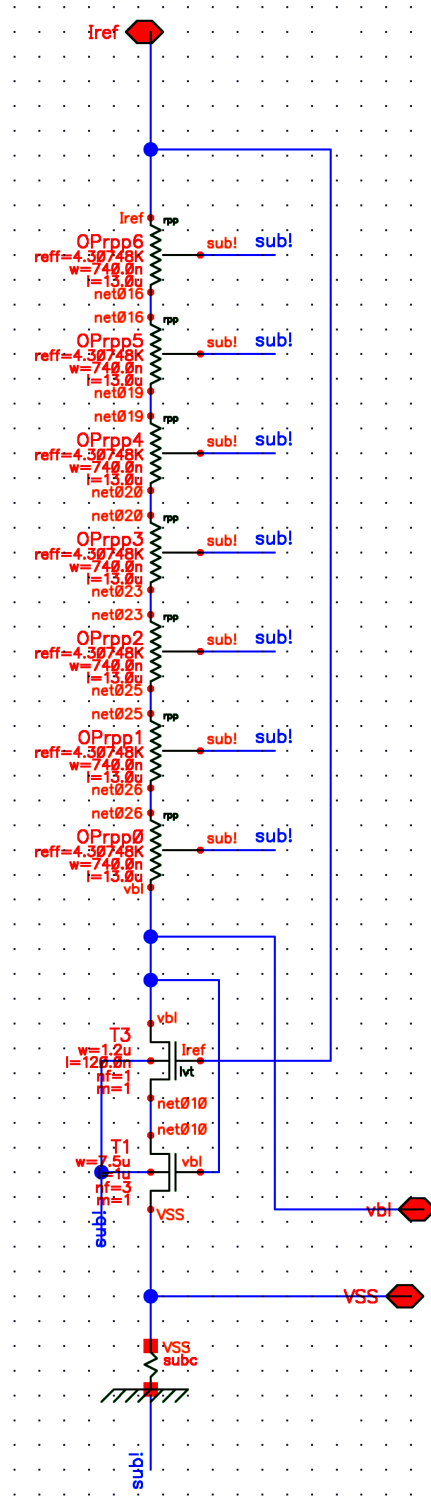 Iref
Iref
rpp
OPrpp6
reff=4.30748K
w=740.0n
l=13.0u
sub!
sub!
net016
net016
rpp
OPrpp5
reff=4.30748K
w=740.0n
l=13.0u
sub!
sub!
net019
net019
rpp
OPrpp4
reff=4.30748K
w=740.0n
l=13.0u
sub!
sub!
net020
net020
rpp
OPrpp3
reff=4.30748K
w=740.0n
l=13.0u
sub!
sub!
net023
net023
rpp
OPrpp2
reff=4.30748K
w=740.0n
l=13.0u
sub!
sub!
net025
net025
rpp
OPrpp1
reff=4.30748K
w=740.0n
l=13.0u
sub!
sub!
net026
net026
rpp
OPrpp0
reff=4.30748K
w=740.0n
l=13.0u
sub!
sub!
vbl
vbl
T3
w=1.2u
l=120.0n
nf=1
m=1
Iref
lvt
net010
net010
T1
w=7.5u
l=1u
nf=3
m=1
vbl
sub!
VSS
vbl
VSS
VSS
subc
sub!